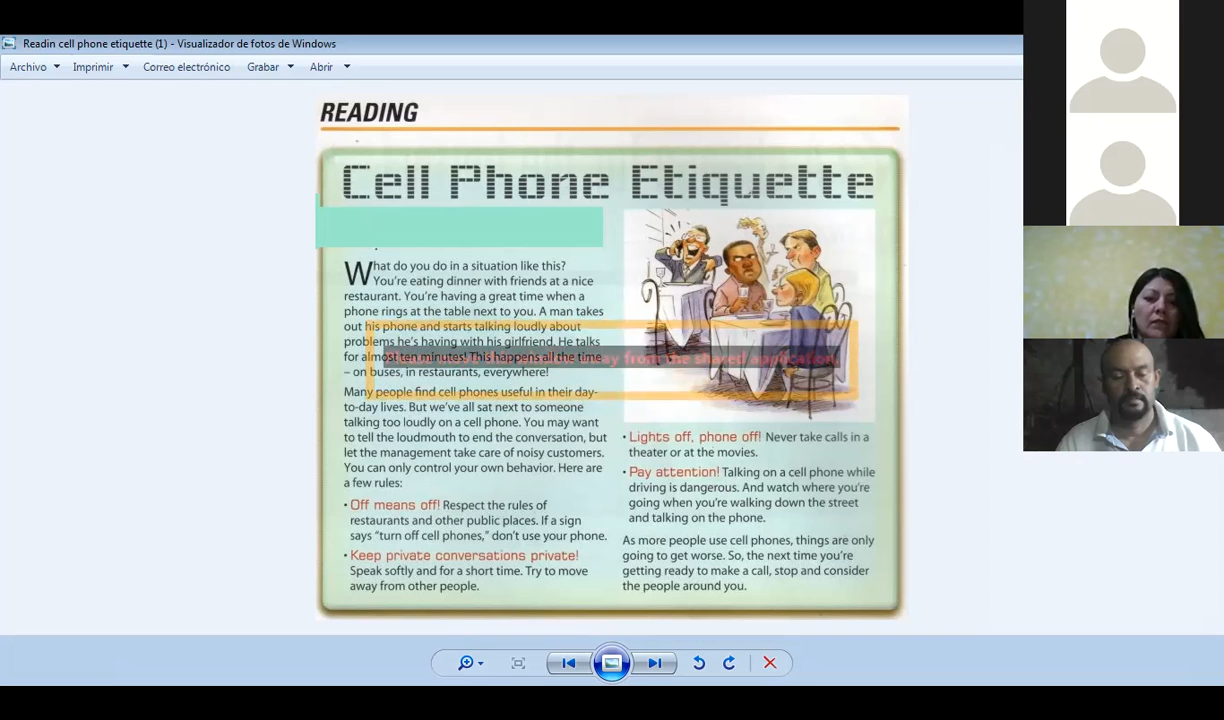 Readin cell phone etiquette (1) - Visualizador de fotos de Windows
Archivo Imprimir Correo electrónico Grabar Abrir
READING
Cell Phone Etiquette
What do you do in a situation like this?
You're eating dinner with friends at a nice
restaurant. You're having a great time when a
phone rings at the table next to you. A man takes
out his phone and starts talking loudly about
problems he's having with his girlfriend. He talks
for almost ten minutes! This happens all the time
– on buses, in restaurants, everywhere!
Many people find cell phones useful in their day-
to-day lives. But we've all sat next to someone
talking too loudly on a cell phone. You may want
to tell the loudmouth to end the conversation, but
let the management take care of noisy customers.
You can only control your own behavior. Here are
a few rules:
• Off means off! Respect the rules of
restaurants and other public places. If a sign
says "turn off cell phones," don't use your phone.
• Keep private conversations private!
Speak softly and for a short time. Try to move
away from other people.
• Lights off, phone off! Never take calls in a
theater or at the movies.
• Pay attention! Talking on a cell phone while
driving is dangerous. And watch where you're
going when you're walking down the street
and talking on the phone.
As more people use cell phones, things are only
going to get worse. So, the next time you're
getting ready to make a call, stop and consider
the people around you.
away from the shared application.